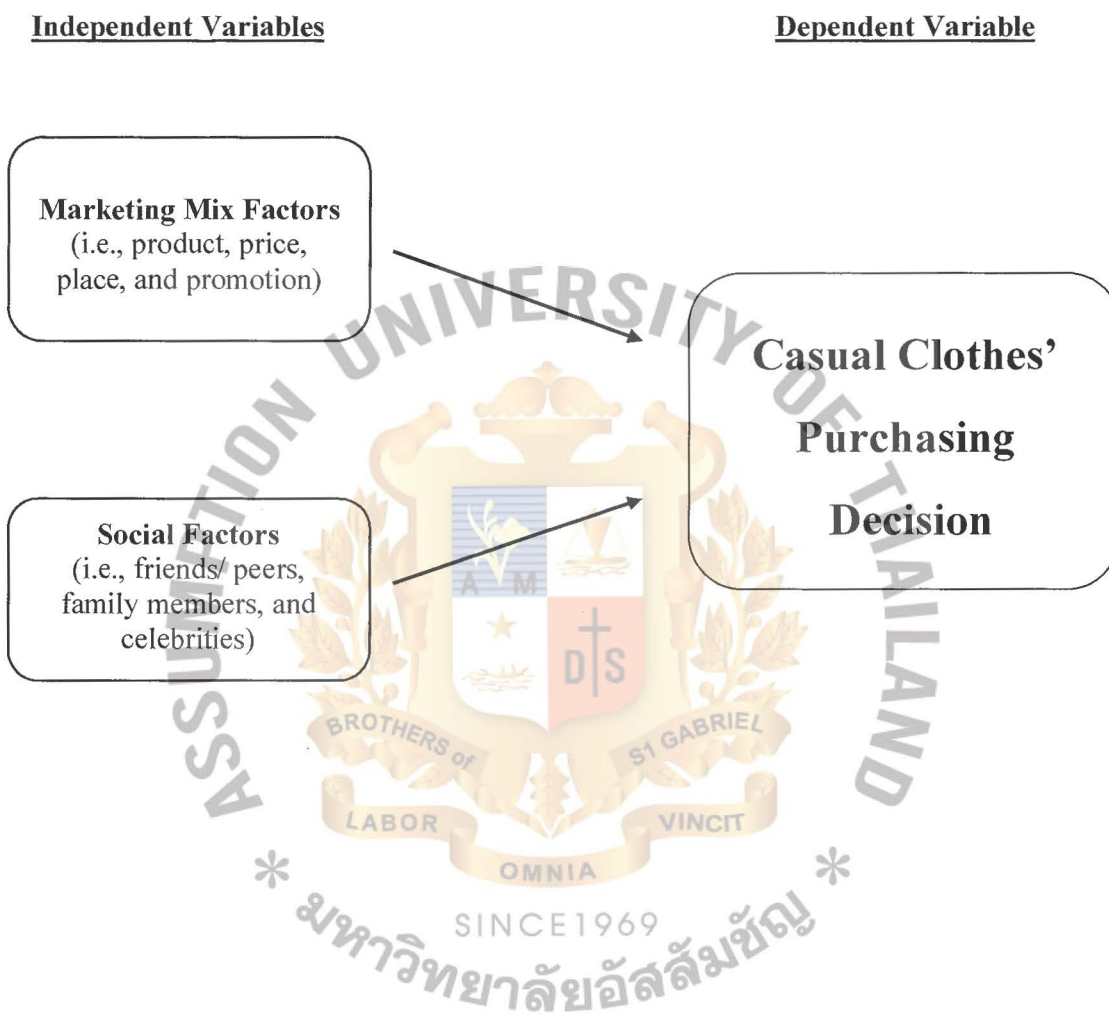 Independent Variables
Dependent Variable
Marketing Mix Factors
(i.e., product, price,
place, and promotion)
Casual Clothes’
Purchasing
Decision
Social Factors
(i.e., friends/ peers,
family members, and
celebrities)
ASSUMPTION UNIVERSITY OF THAILAND
A M
D S
BROTHERS of
S1 GABRIEL
LABOR
VINCIT
OMNIA
SINCE1969
* มหาวิทยาลัยอัสสัมชัญ *